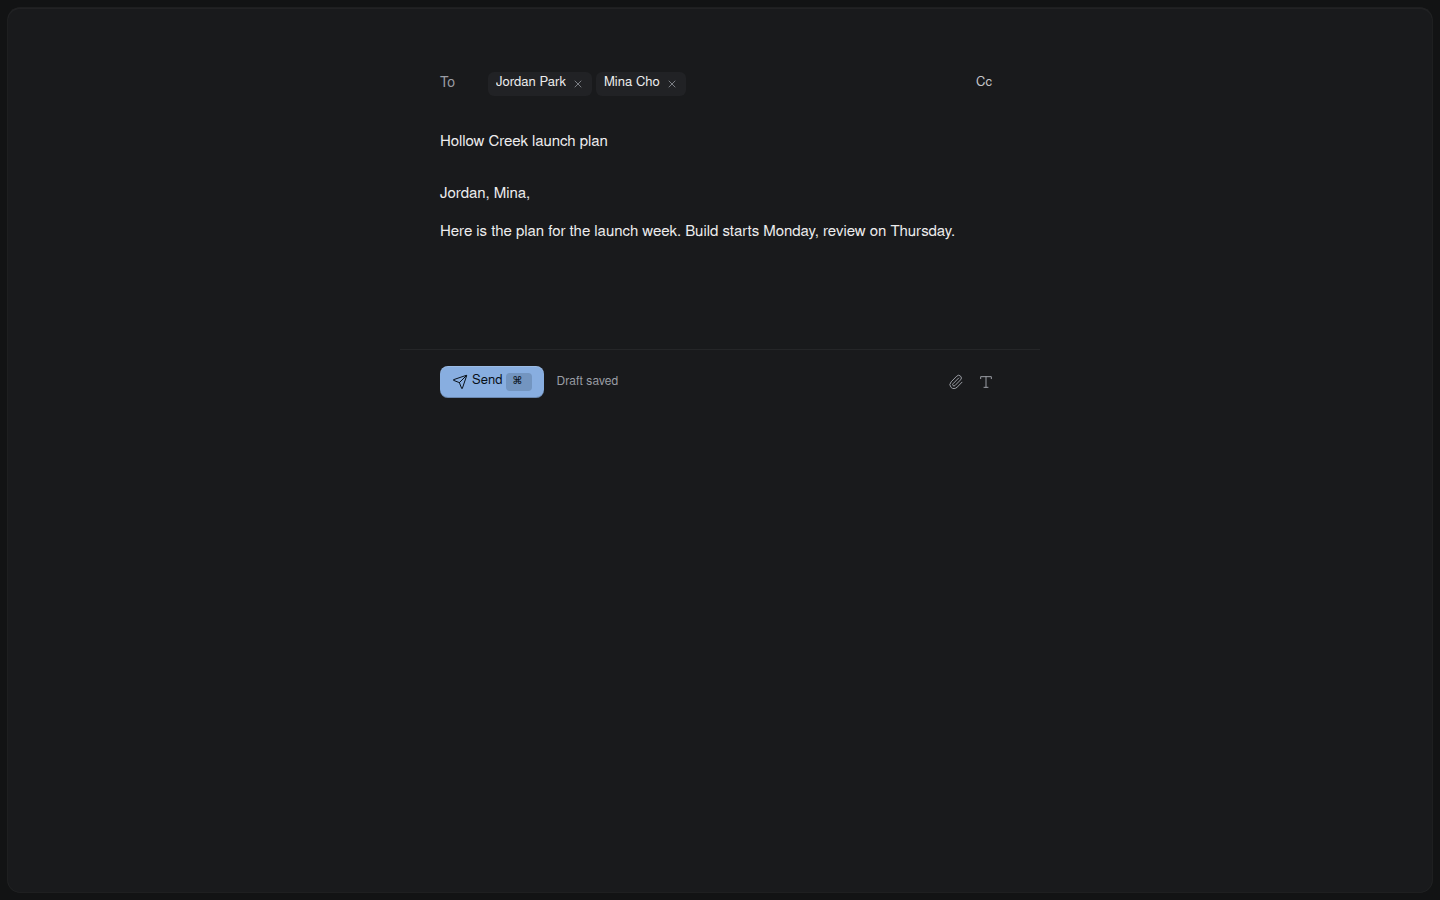 To Jordan Park Mina Cho Cc
Hollow Creek launch plan
Jordan, Mina,
Here is the plan for the launch week. Build starts Monday, review on Thursday.
Send ⌘ Draft saved